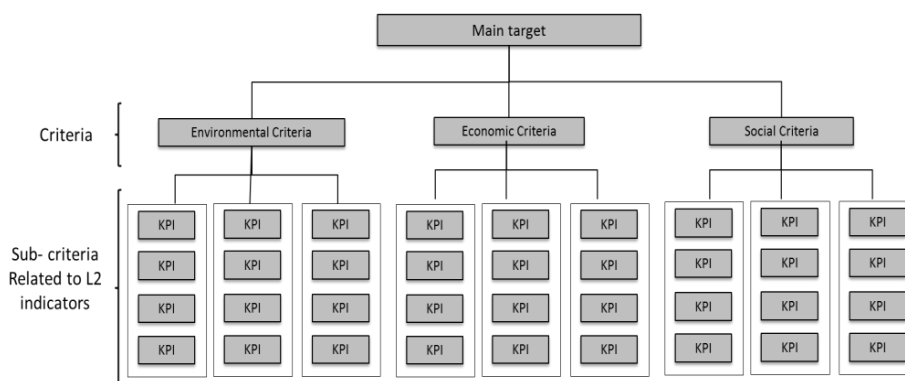 Main target
Criteria
Environmental Criteria
Economic Criteria
Social Criteria
Sub- criteria
Related to L2
indicators
KPI KPI KPI KPI KPI KPI KPI KPI KPI
KPI KPI KPI KPI KPI KPI KPI KPI KPI
KPI KPI KPI KPI KPI KPI KPI KPI KPI
KPI KPI KPI KPI KPI KPI KPI KPI KPI